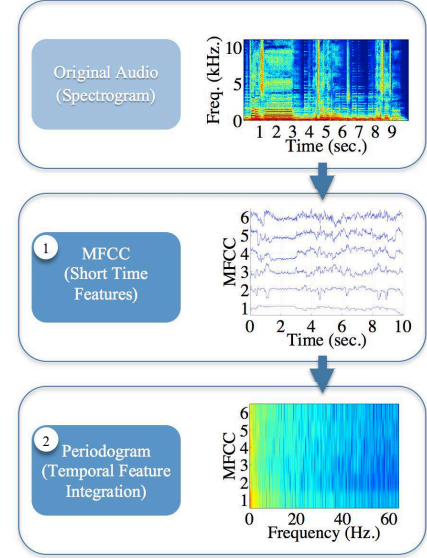 Original Audio
(Spectrogram)
Freq. (kHz.)
10
5
0
1 2 3 4 5 6 7 8 9
Time (sec.)
1
MFCC
(Short Time
Features)
MFCC
6
5
4
3
2
1
0 2 4 6 8 10
Time (sec.)
2
Periodogram
(Temporal Feature
Integration)
MFCC
6
5
4
3
2
1
0 20 40 60
Frequency (Hz.)